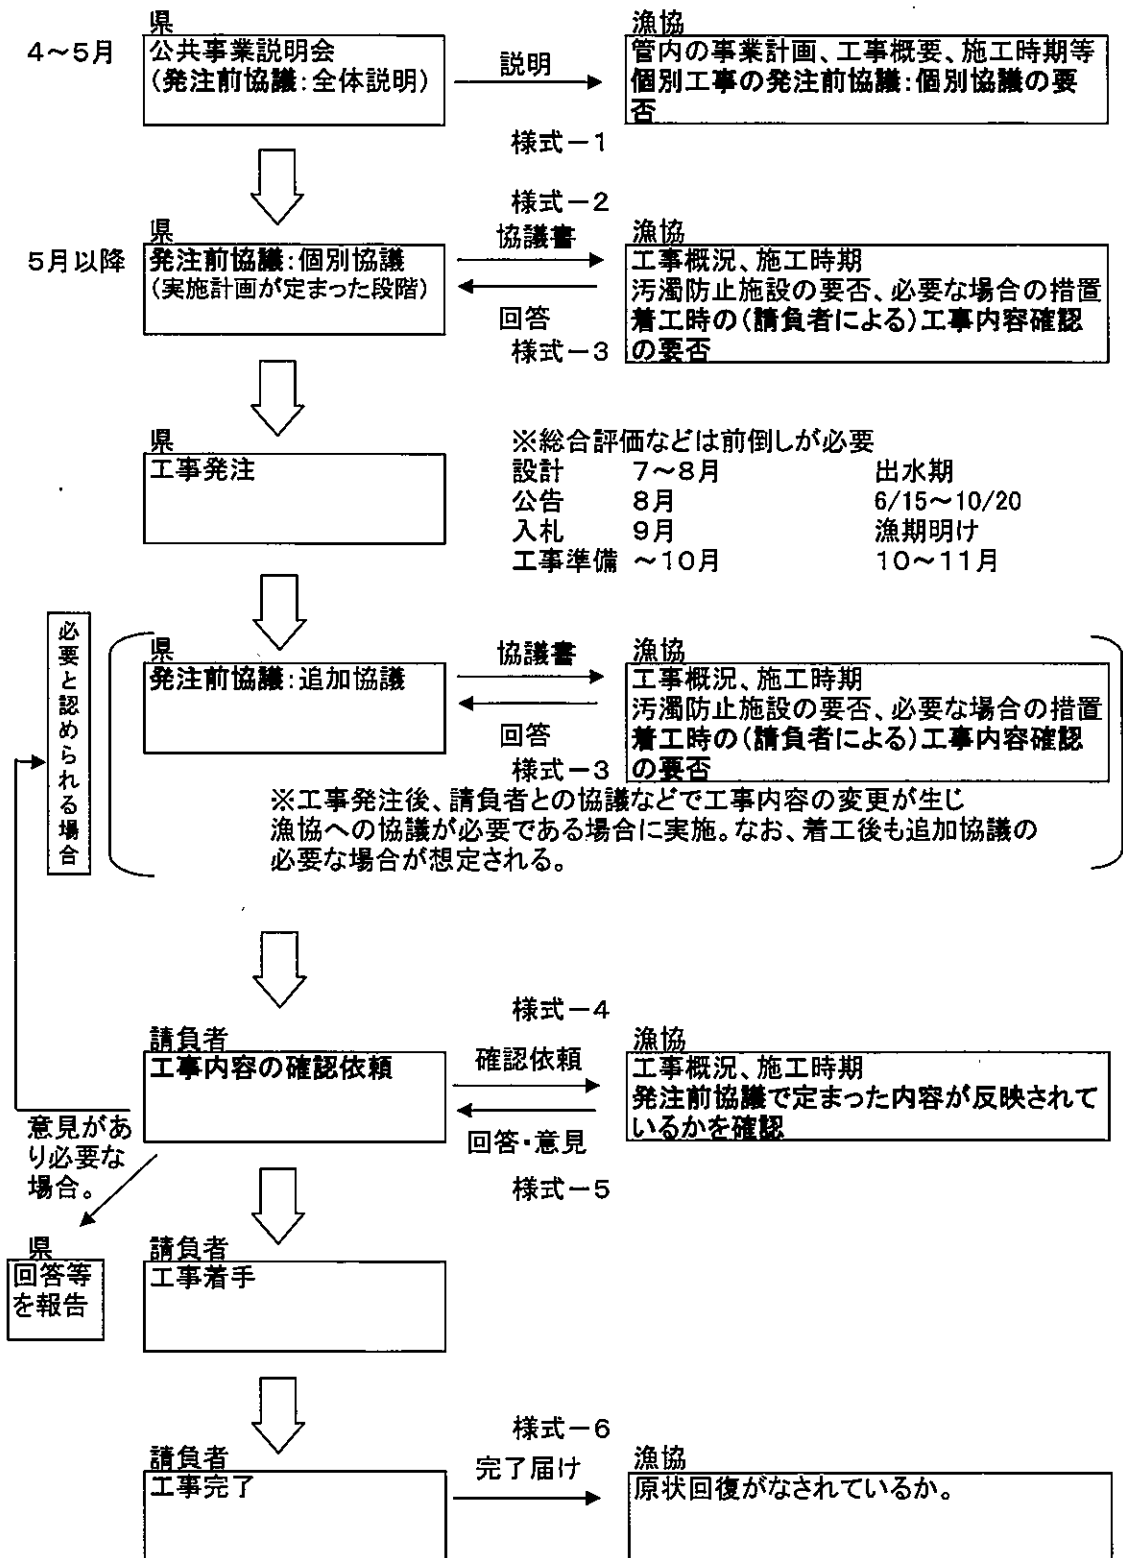 県
漁協
4～5月
公共事業説明会
(発注前協議:全体説明)
説明
管内の事業計画、工事概要、施工時期等
個別工事の発注前協議:個別協議の要
否
様式－1
様式－2
県
協議書
漁協
5月以降
発注前協議:個別協議
(実施計画が定まった段階)
回答
様式－3
工事概況、施工時期
汚濁防止施設の要否、必要な場合の措置
着工時の(請負者による)工事内容確認
の要否
県
工事発注
※総合評価などは前倒しが必要
設計 7～8月 出水期
公告 8月 6/15～10/20
入札 9月 漁期明け
工事準備 ～10月 10～11月
必要と認められる場合
県
協議書
漁協
発注前協議:追加協議
回答
様式－3
工事概況、施工時期
汚濁防止施設の要否、必要な場合の措置
着工時の(請負者による)工事内容確認
の要否
※工事発注後、請負者との協議などで工事内容の変更が生じ
漁協への協議が必要である場合に実施。なお、着工後も追加協議の
必要な場合が想定される。
様式－4
請負者
確認依頼
漁協
工事内容の確認依頼
回答・意見
様式－5
工事概況、施工時期
発注前協議で定まった内容が反映されて
いるかを確認
意見があ
り必要な
場合。
県
回答等
を報告
請負者
工事着手
様式－6
請負者
完了届け
漁協
工事完了
原状回復がなされているか。